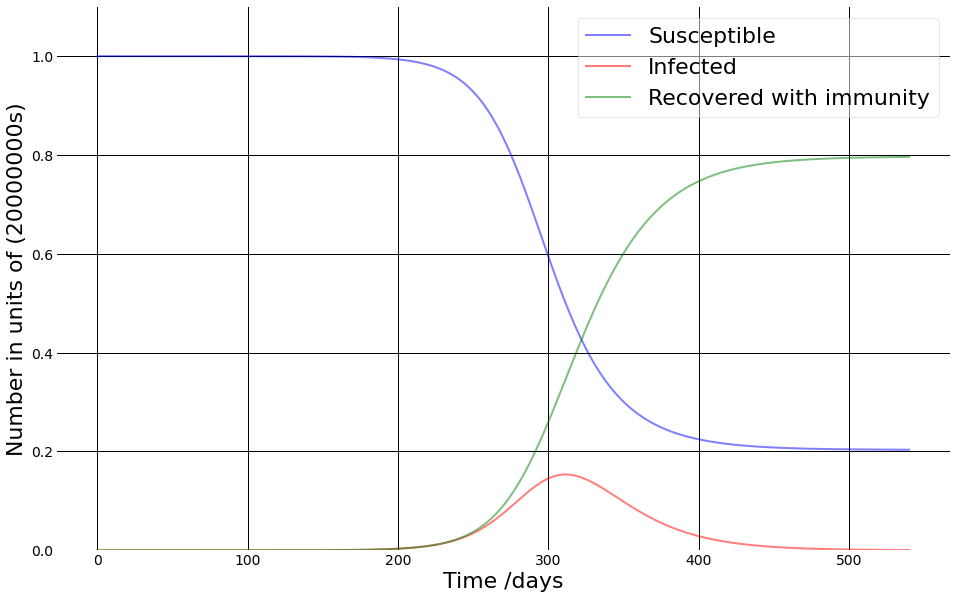 Susceptible
Infected
Recovered with immunity
Number in units of (20000000s)
1.0
0.8
0.6
0.4
0.2
0.0
0
100
200
300
400
500
Time /days